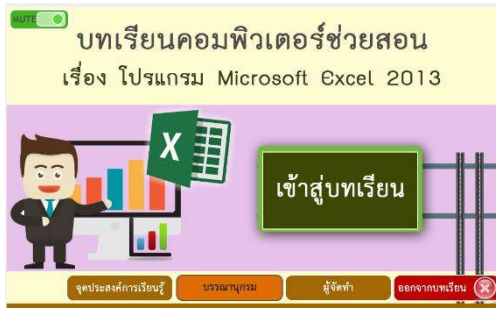 MUTE
บทเรียนคอมพิวเตอร์ช่วยสอน
เรื่อง โปรแกรม Microsoft Excel 2013
X
เข้าสู่บทเรียน
จุดประสงค์การเรียนรู้ บรรณานุกรม ผู้จัดทำ ออกจากบทเรียน